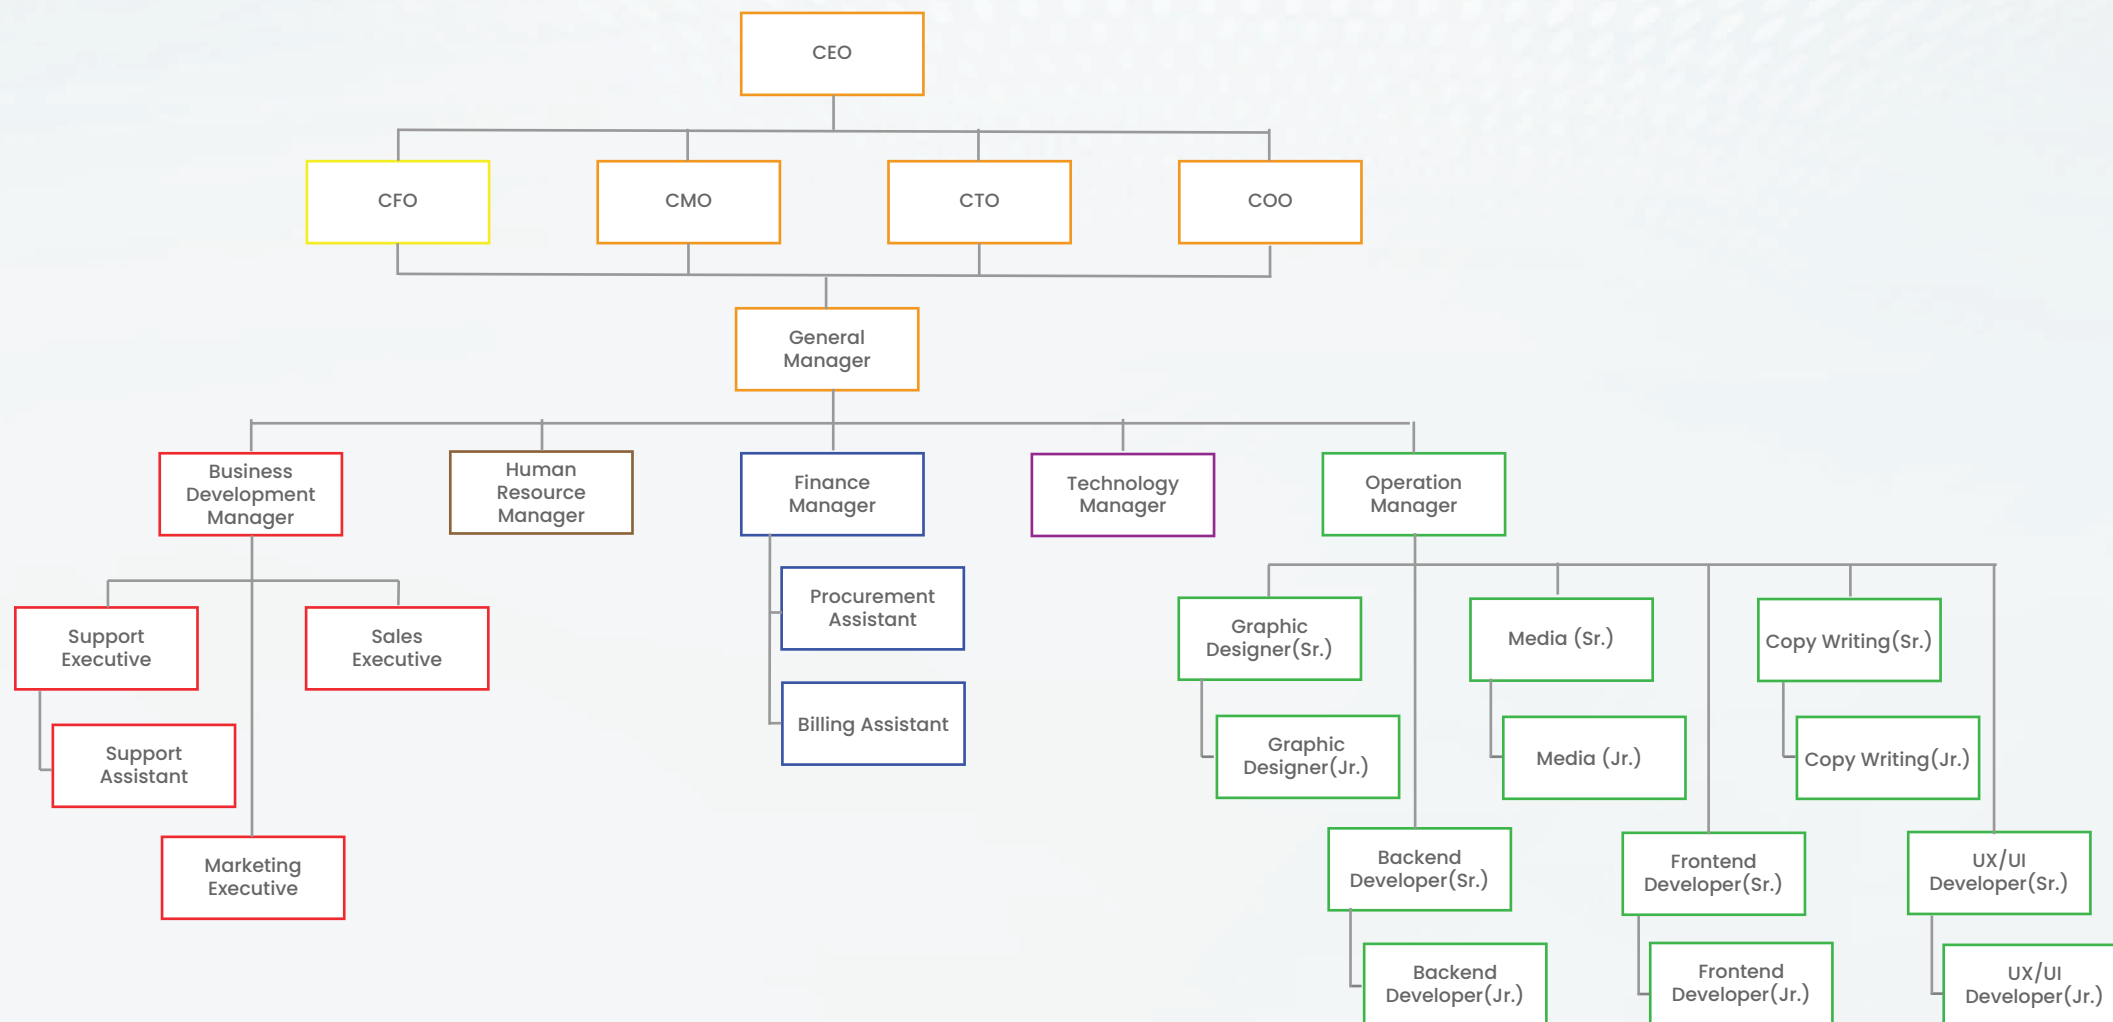 CEO
CFO
CMO
CTO
COO
General
Manager
Business
Development
Manager
Human
Resource
Manager
Finance
Manager
Technology
Manager
Operation
Manager
Support
Executive
Sales
Executive
Procurement
Assistant
Graphic
Designer(Sr.)
Media (Sr.)
Copy Writing(Sr.)
Support
Assistant
Billing Assistant
Graphic
Designer(Jr.)
Media (Jr.)
Copy Writing(Jr.)
Marketing
Executive
Backend
Developer(Sr.)
Frontend
Developer(Sr.)
UX/UI
Developer(Sr.)
Backend
Developer(Jr.)
Frontend
Developer(Jr.)
UX/UI
Developer(Jr.)